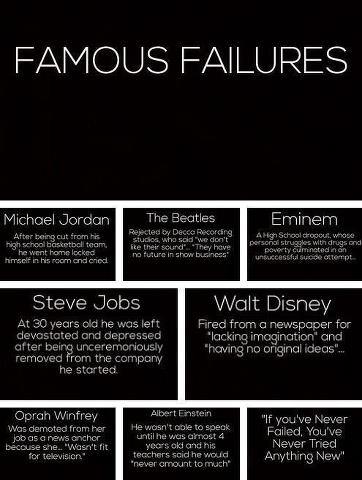 FAMOUS FAILURES
Michael Jordan
After being cut from his
high school basketball team,
he went home locked
himself in his room and cried.
The Beatles
Rejected by Decca Recording
studios, who said "we don't
like their sound"... "They have
no future in show business"
Eminem
A High School dropout, whose
personal struggles with drugs and
poverty culminated in an
unsuccessful suicide attempt...
Steve Jobs
At 30 years old he was left
devastated and depressed
after being unceremoniously
removed from the company
he started.
Walt Disney
Fired from a newspaper for
"lacking imagination" and
"having no original ideas"...
Oprah Winfrey
Was demoted from her
job as a news anchor
because she... "Wasn't fit
for television."
Albert Einstein
He wasn't able to speak
until he was almost 4
years old and his
teachers said he would
"never amount to much"
"If you've Never
Failed, You've
Never Tried
Anything New"